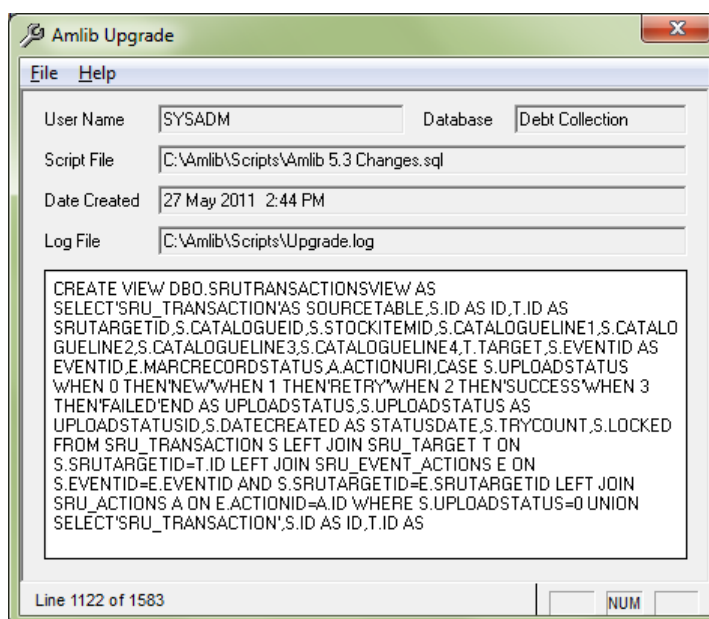 Amlib Upgrade
File Help
User Name SYSADM Database Debt Collection
Script File C:\Amlib\Scripts\Amlib 5.3 Changes.sql
Date Created 27 May 2011 2:44 PM
Log File C:\Amlib\Scripts\Upgrade.log
CREATE VIEW DBO.SRUTRANSACTIONSVIEW AS
SELECT'SRU_TRANSACTION'AS SOURCETABLE,S.ID AS ID,T.ID AS
SRUTARGETID,S.CATALOGUEID,S.STOCKITEMID,S.CATALOGUELINE1,S.CATALO
GUELINE2,S.CATALOGUELINE3,S.CATALOGUELINE4,T.TARGET,S.EVENTID AS
EVENTID,E.MARCRECORDSTATUS,A.ACTIONURI,CASE S.UPLOADSTATUS
WHEN 0 THEN'NEW'WHEN 1 THEN'RETRY'WHEN 2 THEN'SUCCESS'WHEN 3
THEN'FAILED'END AS UPLOADSTATUS,S.UPLOADSTATUS AS
UPLOADSTATUSID,S.DATECREATED AS STATUSDATE,S.TRYCOUNT,S.LOCKED
FROM SRU_TRANSACTION S LEFT JOIN SRU_TARGET T ON
S.SRUTARGETID=T.ID LEFT JOIN SRU_EVENT_ACTIONS E ON
S.EVENTID=E.EVENTID AND S.SRUTARGETID=E.SRUTARGETID LEFT JOIN
SRU_ACTIONS A ON E.ACTIONID=A.ID WHERE S.UPLOADSTATUS=0 UNION
SELECT'SRU_TRANSACTION',S.ID AS ID,T.ID AS
Line 1122 of 1583 NUM